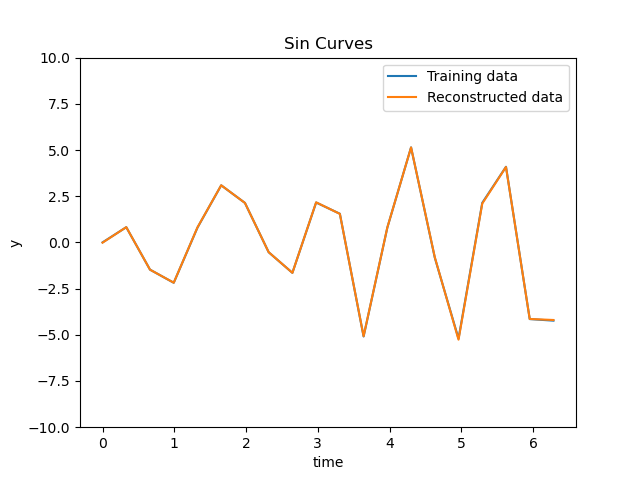 Sin Curves
Training data
Reconstructed data
10.0
7.5
5.0
2.5
0.0
−2.5
−5.0
−7.5
−10.0
y
0 1 2 3 4 5 6
time